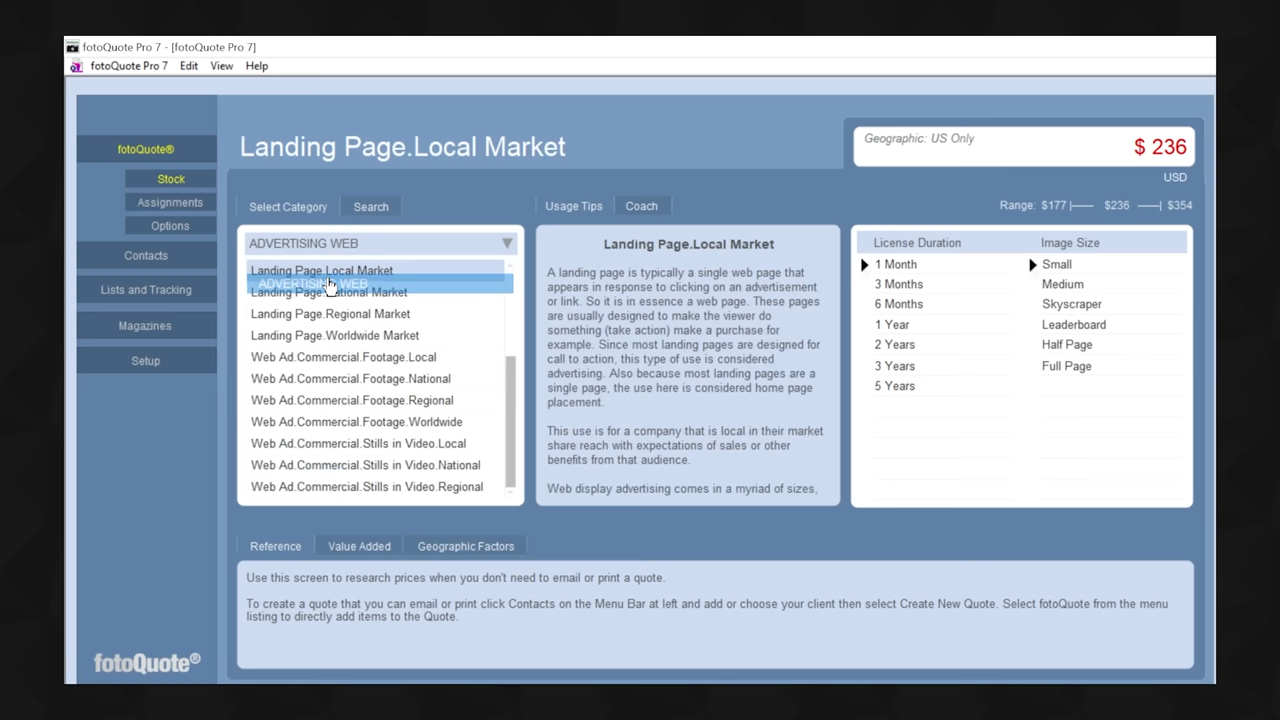 fotoQuote Pro 7 - [fotoQuote Pro 7]
fotoQuote Pro 7 Edit View Help
fotoQuote®
Stock
Assignments
Options
Contacts
Lists and Tracking
Magazines
Setup
fotoQuote®
Landing Page.Local Market
Geographic: US Only
$ 236
USD
Range: $177 |—— $236 ——| $354
Select Category Search
ADVERTISING WEB
Landing Page.Local Market
ADVERTISING WEB
Landing Page.National Market
Landing Page.Regional Market
Landing Page.Worldwide Market
Web Ad.Commercial.Footage.Local
Web Ad.Commercial.Footage.National
Web Ad.Commercial.Footage.Regional
Web Ad.Commercial.Footage.Worldwide
Web Ad.Commercial.Stills in Video.Local
Web Ad.Commercial.Stills in Video.National
Web Ad.Commercial.Stills in Video.Regional
Usage Tips Coach
Landing Page.Local Market
A landing page is typically a single web page that
appears in response to clicking on an advertisement
or link. So it is in essence a web page. These pages
are usually designed to make the viewer do
something (take action) make a purchase for
example. Since most landing pages are designed for
call to action, this type of use is considered
advertising. Also because most landing pages are a
single page, the use here is considered home page
placement.
This use is for a company that is local in their market
share reach with expectations of sales or other
benefits from that audience.
Web display advertising comes in a myriad of sizes,
License Duration
1 Month
3 Months
6 Months
1 Year
2 Years
3 Years
5 Years
Image Size
Small
Medium
Skyscraper
Leaderboard
Half Page
Full Page
Reference Value Added Geographic Factors
Use this screen to research prices when you don't need to email or print a quote.
To create a quote that you can email or print click Contacts on the Menu Bar at left and add or choose your client then select Create New Quote. Select fotoQuote from the menu
listing to directly add items to the Quote.